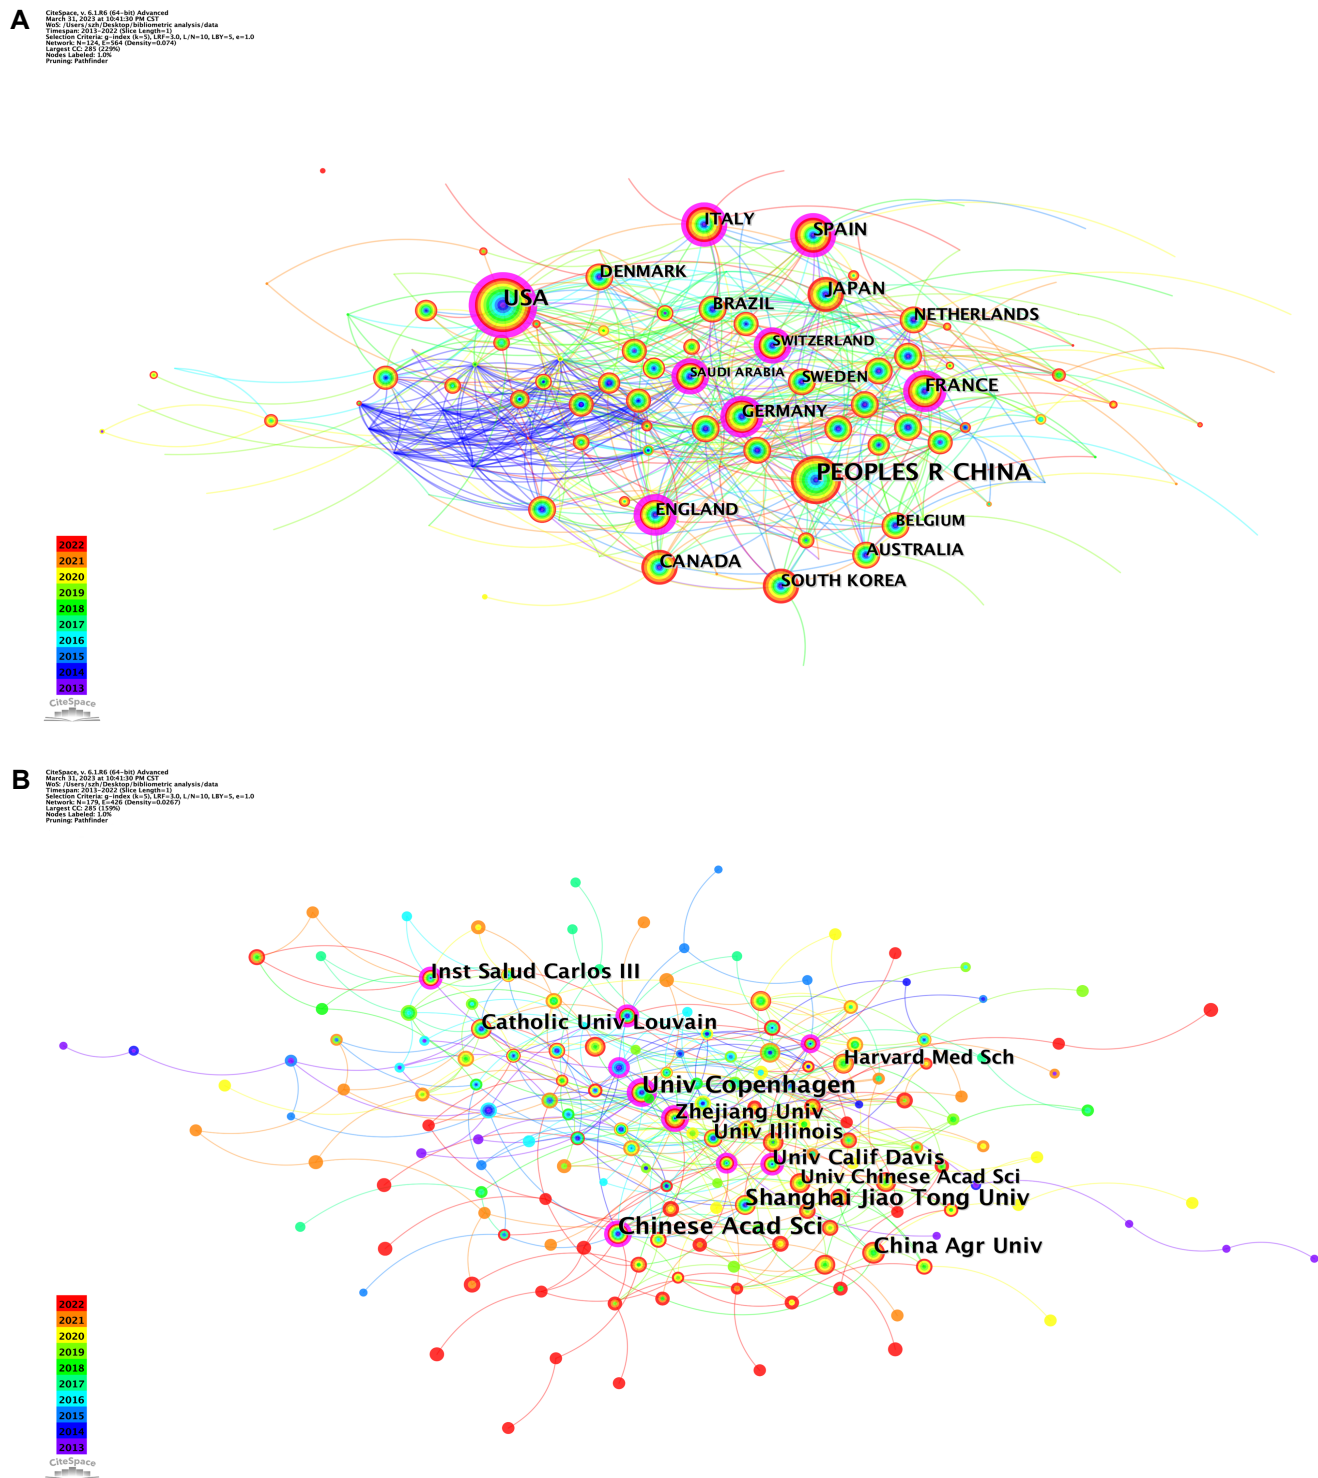 A
CiteSpace, v. 6.1.R6 (64-bit) Advanced
March 31, 2023 at 10:41:30 PM CST
WoS: /Users/szh/Desktop/bibliometric analysis/data
Timespan: 2013-2022 (Slice Length=1)
Selection Criteria: g-index (k=5), LRF=3.0, L/N=10, LBY=5, e=1.0
Network: N=124, E=564 (Density=0.074)
Largest CC: 285 (229%)
Nodes Labeled: 1.0%
Pruning: Pathfinder
ITALY
SPAIN
DENMARK
USA
JAPAN
BRAZIL
NETHERLANDS
SWITZERLAND
SAUDI ARABIA
SWEDEN
FRANCE
GERMANY
PEOPLES R CHINA
ENGLAND
BELGIUM
AUSTRALIA
CANADA
SOUTH KOREA
2022
2021
2020
2019
2018
2017
2016
2015
2014
2013
CiteSpace
B
CiteSpace, v. 6.1.R6 (64-bit) Advanced
March 31, 2023 at 10:41:30 PM CST
WoS: /Users/szh/Desktop/bibliometric analysis/data
Timespan: 2013-2022 (Slice Length=1)
Selection Criteria: g-index (k=5), LRF=3.0, L/N=10, LBY=5, e=1.0
Network: N=179, E=426 (Density=0.0267)
Largest CC: 285 (159%)
Nodes Labeled: 1.0%
Pruning: Pathfinder
Inst Salud Carlos III
Catholic Univ Louvain
Harvard Med Sch
Univ Copenhagen
Zhejiang Univ
Univ Illinois
Univ Calif Davis
Univ Chinese Acad Sci
Shanghai Jiao Tong Univ
Chinese Acad Sci
China Agr Univ
2022
2021
2020
2019
2018
2017
2016
2015
2014
2013
CiteSpace